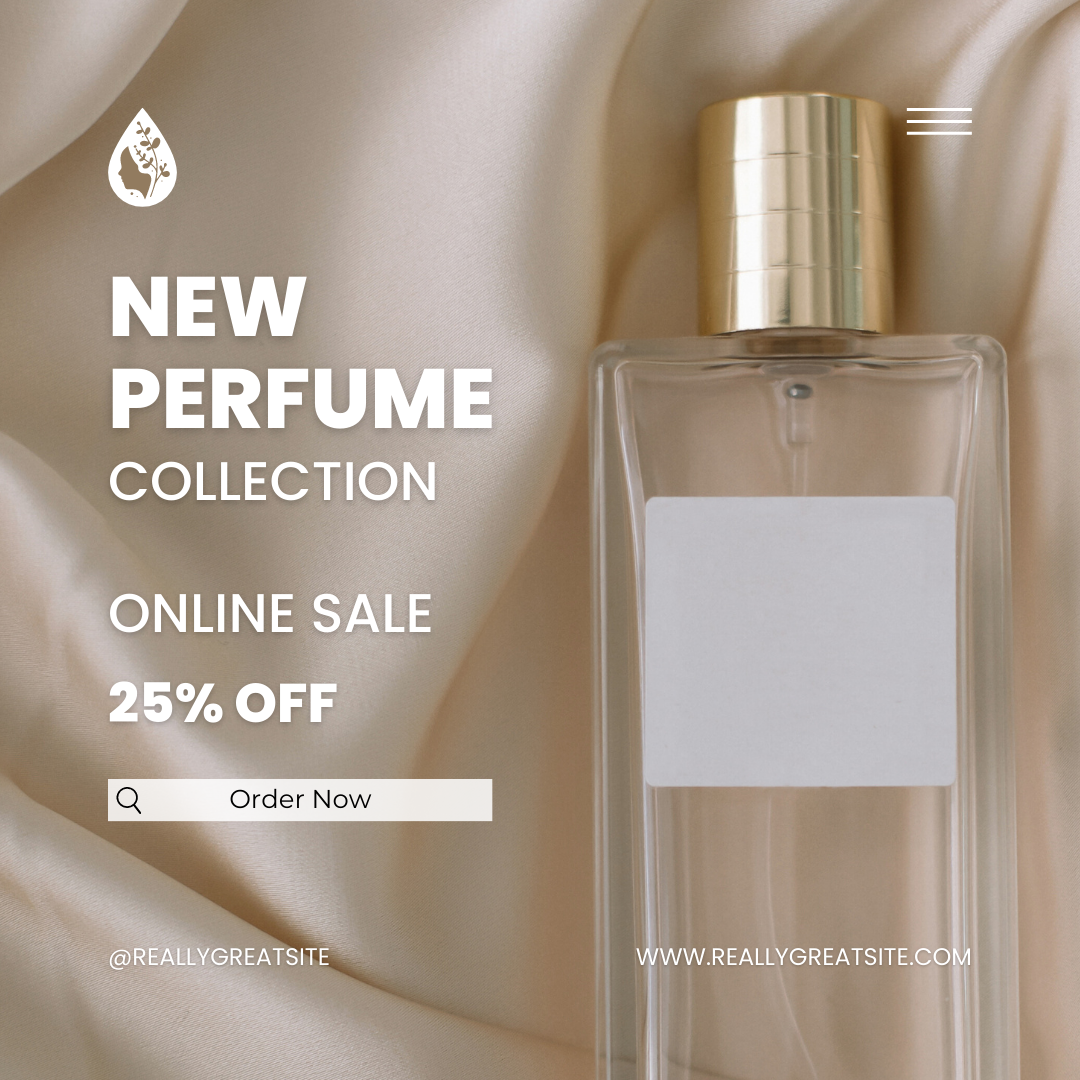 NEW
PERFUME
COLLECTION
ONLINE SALE
25% OFF
Order Now
@REALLYGREATSITE
WWW.REALLYGREATSITE.COM